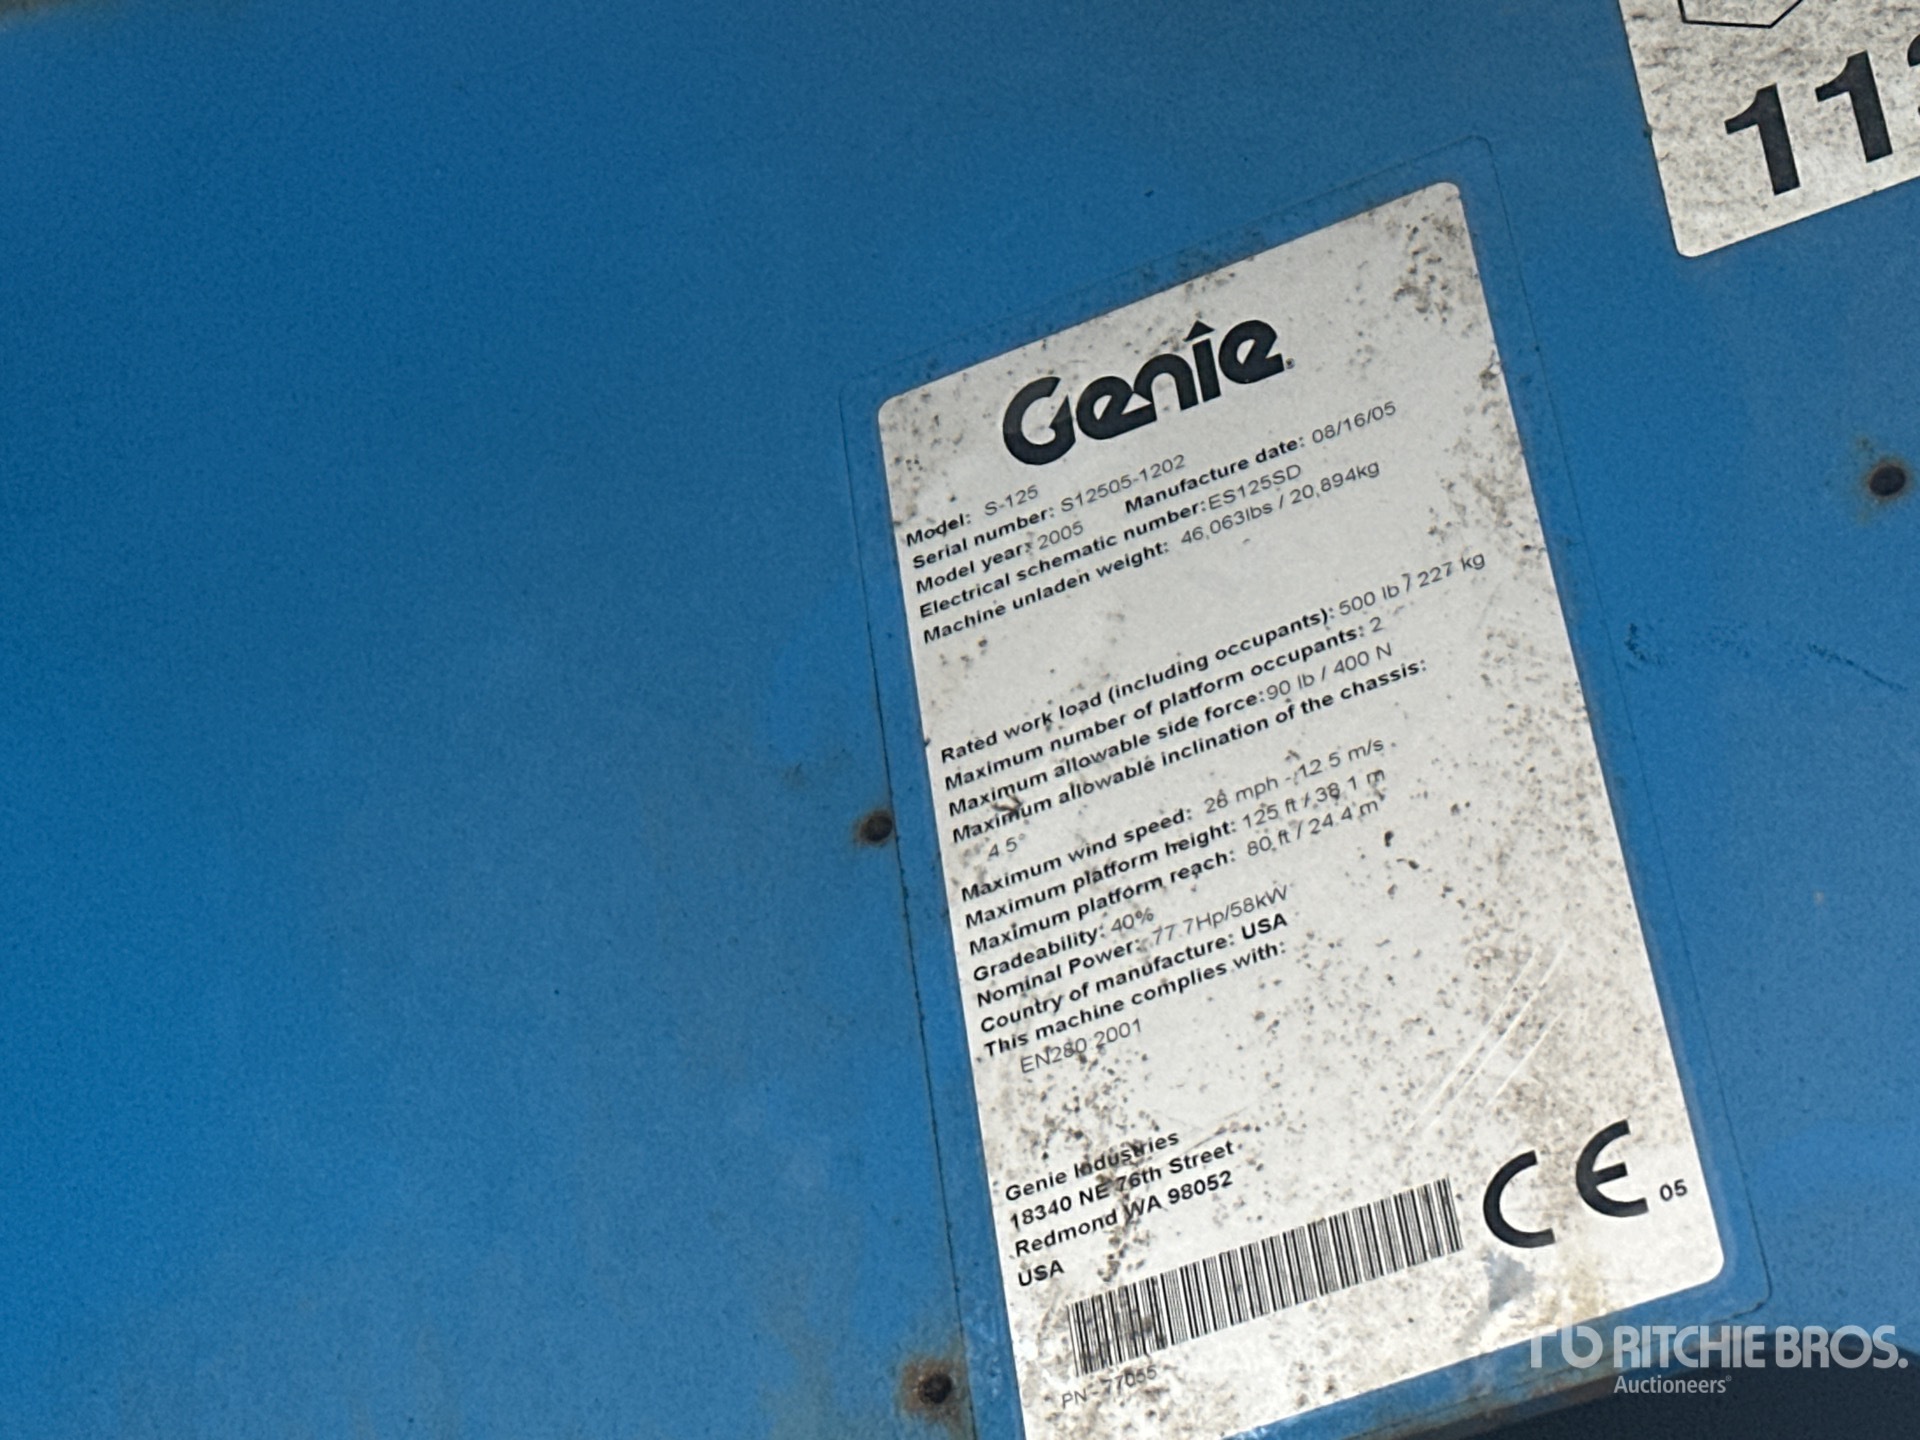 11
Genie
Model: S-125
Serial number: S12505-1202
Model year: 2005 Manufacture date: 08/16/05
Electrical schematic number: ES125SD
Machine unladen weight: 46,063lbs / 20,894kg
Rated work load (including occupants): 500 lb / 227 kg
Maximum number of platform occupants: 2
Maximum allowable side force: 90 lb / 400 N
Maximum allowable inclination of the chassis:
4.5°
Maximum wind speed: 28 mph - 12.5 m/s
Maximum platform height: 125 ft / 38.1 m
Maximum platform reach: 80 ft / 24.4 m
Gradeability: 40%
Nominal Power: 77.7Hp/58kW
Country of manufacture: USA
This machine complies with:
EN280:2001
Genie Industries
18340 NE 76th Street
Redmond WA 98052
USA
CE 05
PN - 77055
RITCHIE BROS.
Auctioneers®